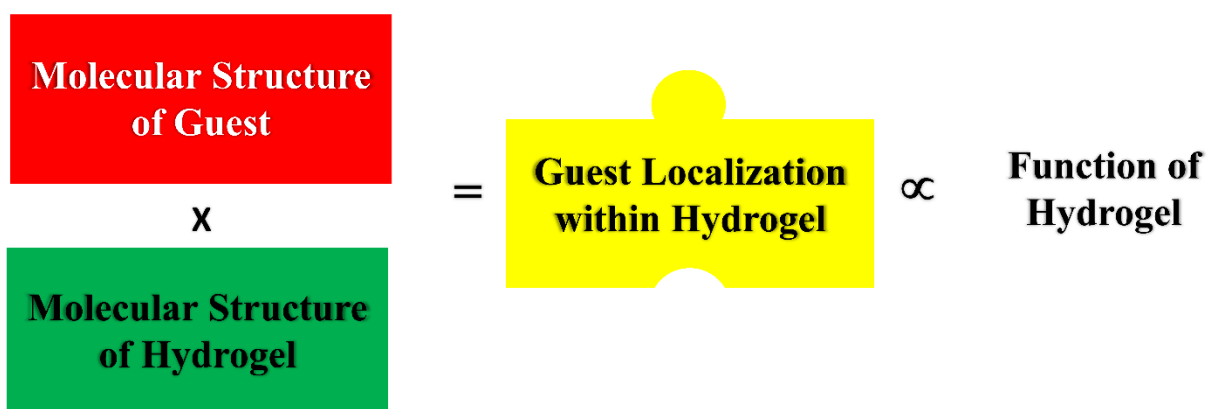 Molecular Structure
of Guest
X
Molecular Structure
of Hydrogel
=
Guest Localization
within Hydrogel
∝
Function of
Hydrogel